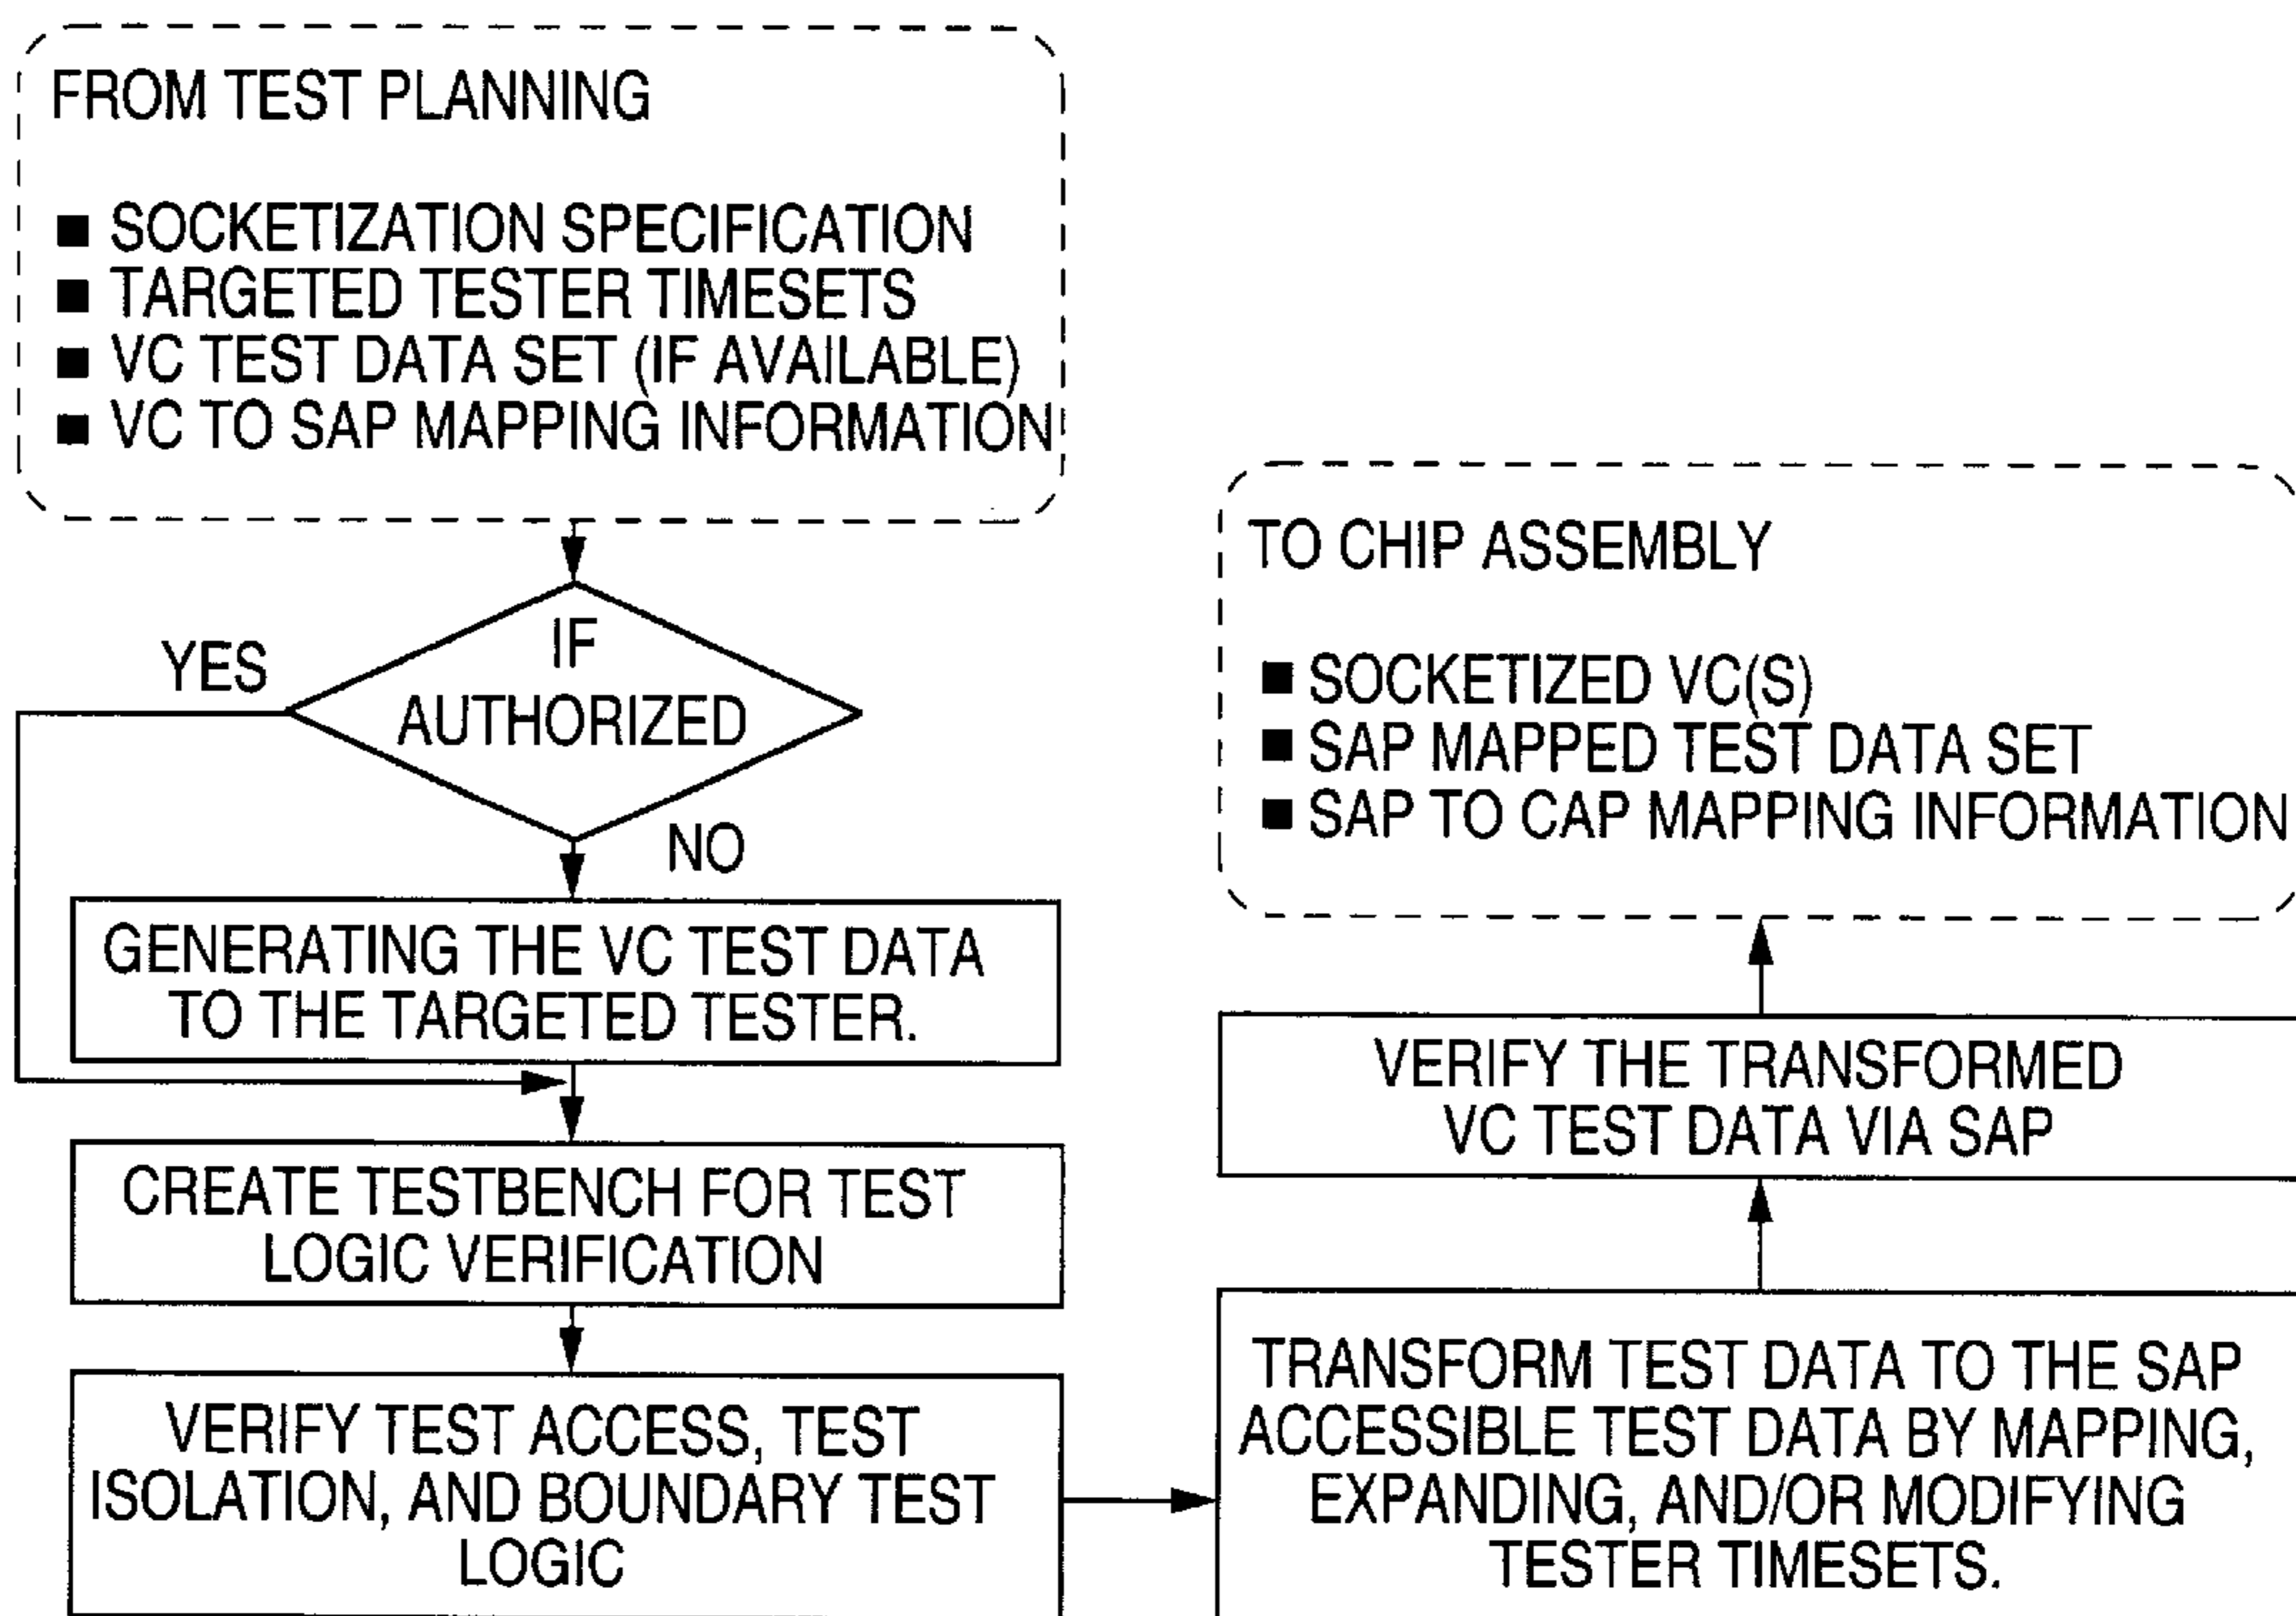 FROM TEST PLANNING
■ SOCKETIZATION SPECIFICATION
■ TARGETED TESTER TIMESETS
■ VC TEST DATA SET (IF AVAILABLE)
■ VC TO SAP MAPPING INFORMATION
IF
AUTHORIZED
YES
NO
GENERATING THE VC TEST DATA
TO THE TARGETED TESTER.
CREATE TESTBENCH FOR TEST
LOGIC VERIFICATION
VERIFY TEST ACCESS, TEST
ISOLATION, AND BOUNDARY TEST
LOGIC
TRANSFORM TEST DATA TO THE SAP
ACCESSIBLE TEST DATA BY MAPPING,
EXPANDING, AND/OR MODIFYING
TESTER TIMESETS.
VERIFY THE TRANSFORMED
VC TEST DATA VIA SAP
TO CHIP ASSEMBLY
■ SOCKETIZED VC(S)
■ SAP MAPPED TEST DATA SET
■ SAP TO CAP MAPPING INFORMATION